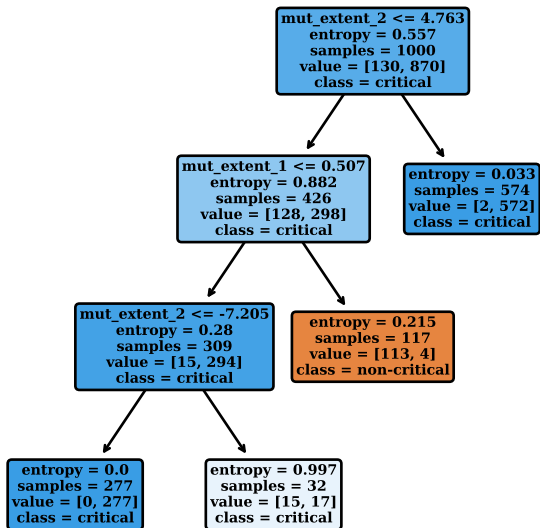 mut_extent_2 <= 4.763
entropy = 0.557
samples = 1000
value = [130, 870]
class = critical
mut_extent_1 <= 0.507
entropy = 0.882
samples = 426
value = [128, 298]
class = critical
entropy = 0.033
samples = 574
value = [2, 572]
class = critical
mut_extent_2 <= -7.205
entropy = 0.28
samples = 309
value = [15, 294]
class = critical
entropy = 0.215
samples = 117
value = [113, 4]
class = non-critical
entropy = 0.0
samples = 277
value = [0, 277]
class = critical
entropy = 0.997
samples = 32
value = [15, 17]
class = critical